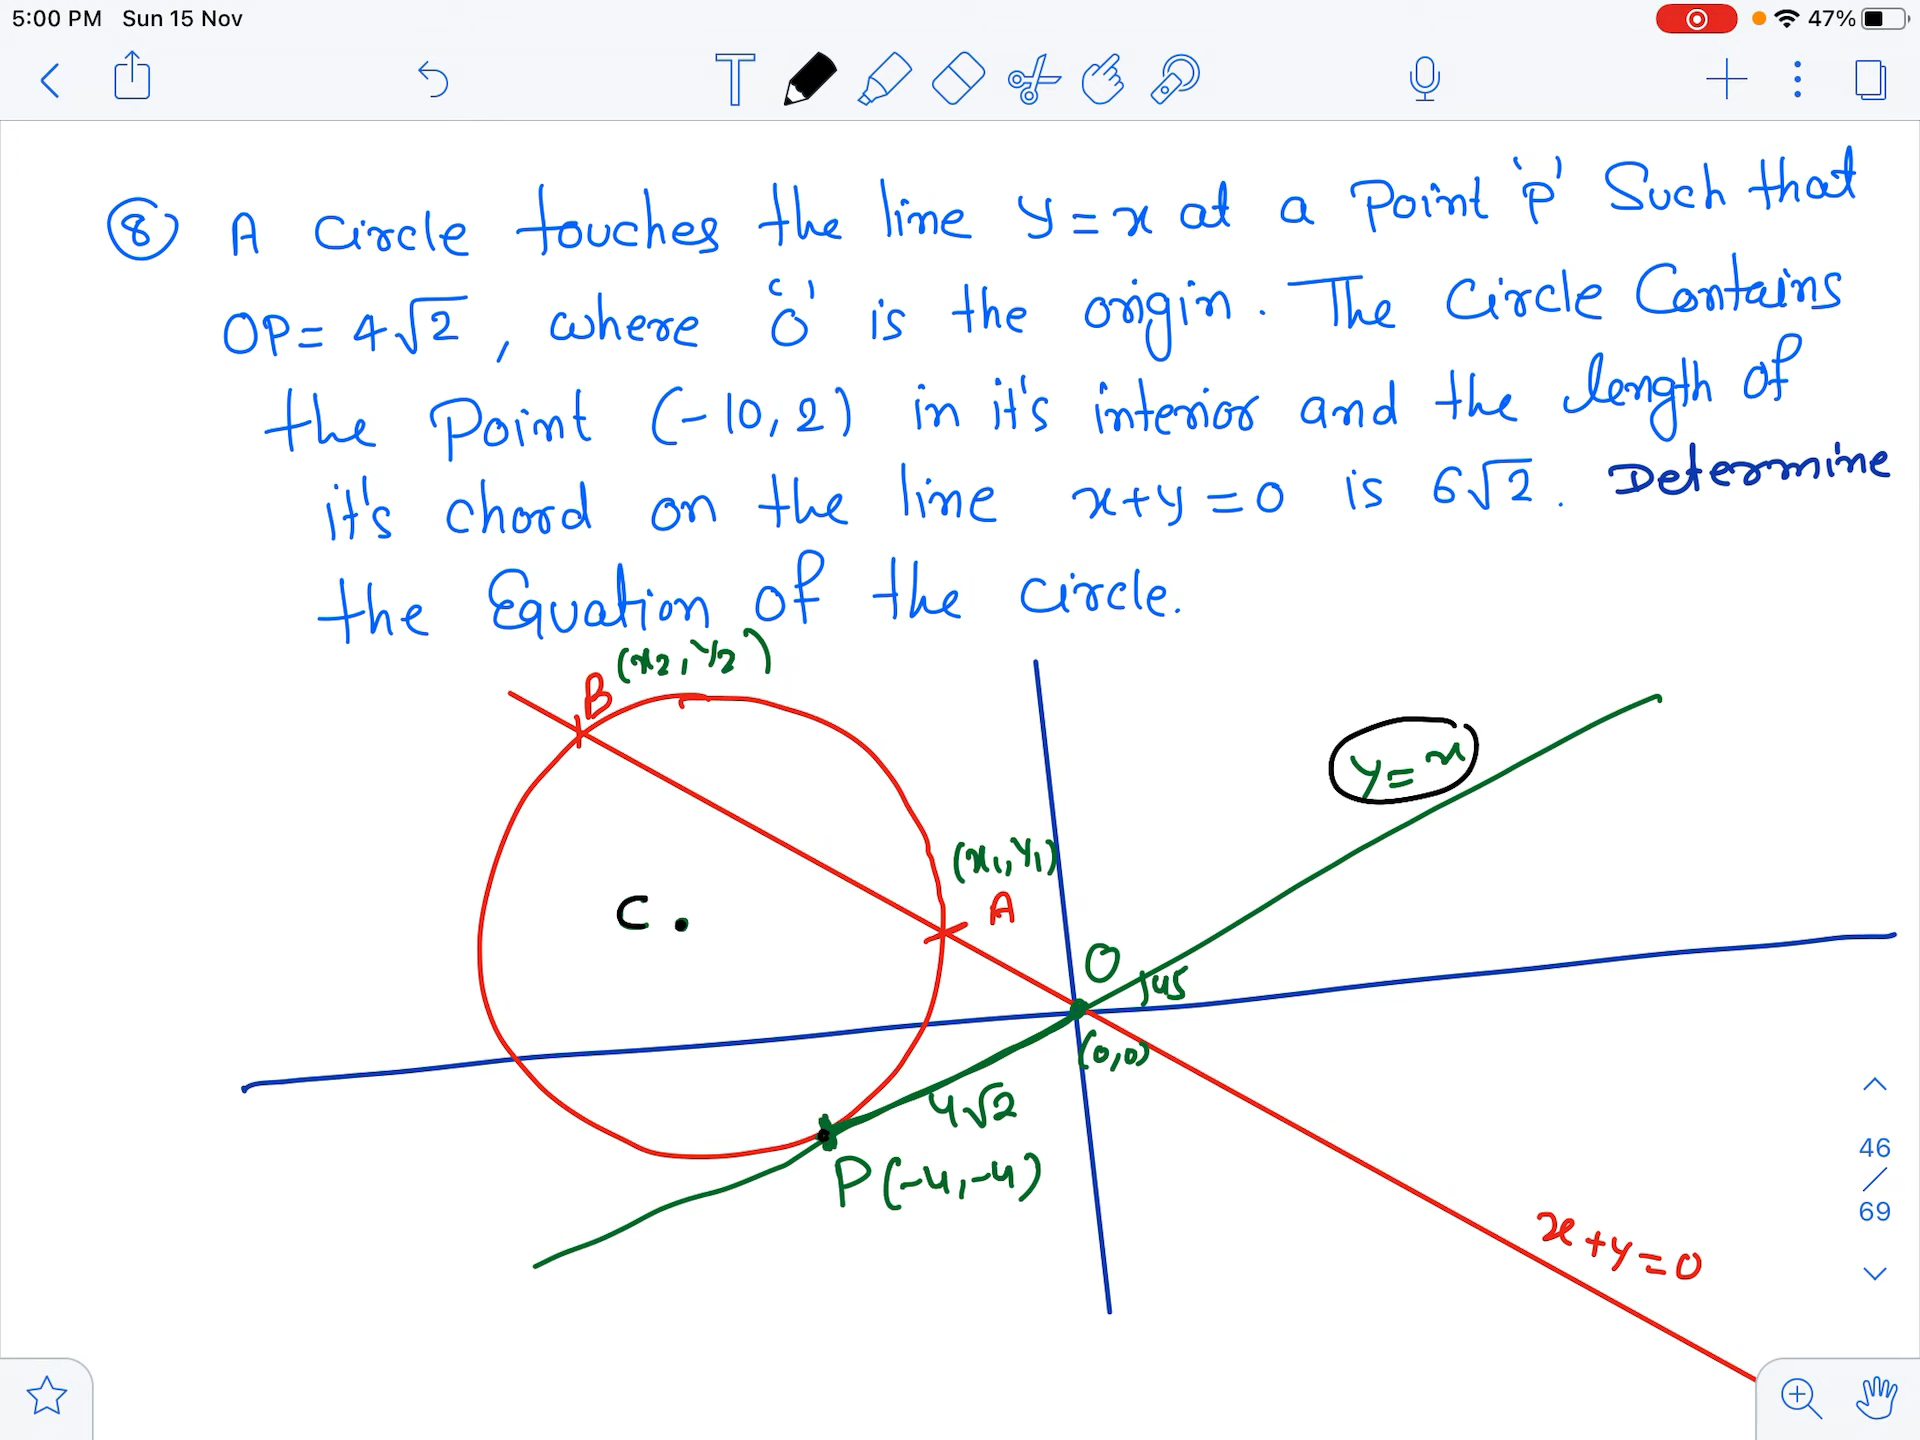 5:00 PM Sun 15 Nov
47%
T
8 A circle touches the line y=x at a Point 'P' Such that
OP= 4√2, where 'O' is the origin. The Circle Contains
the Point (-10,2) in it's interior and the length of
it's chord on the line x+y=0 is 6√2. Determine
the Equation of the circle.
B (x2,y2)
y=x
(x1,y1)
A
C.
O
45
(0,0)
4√2
P(-4,-4)
x+y=0
46
/
69